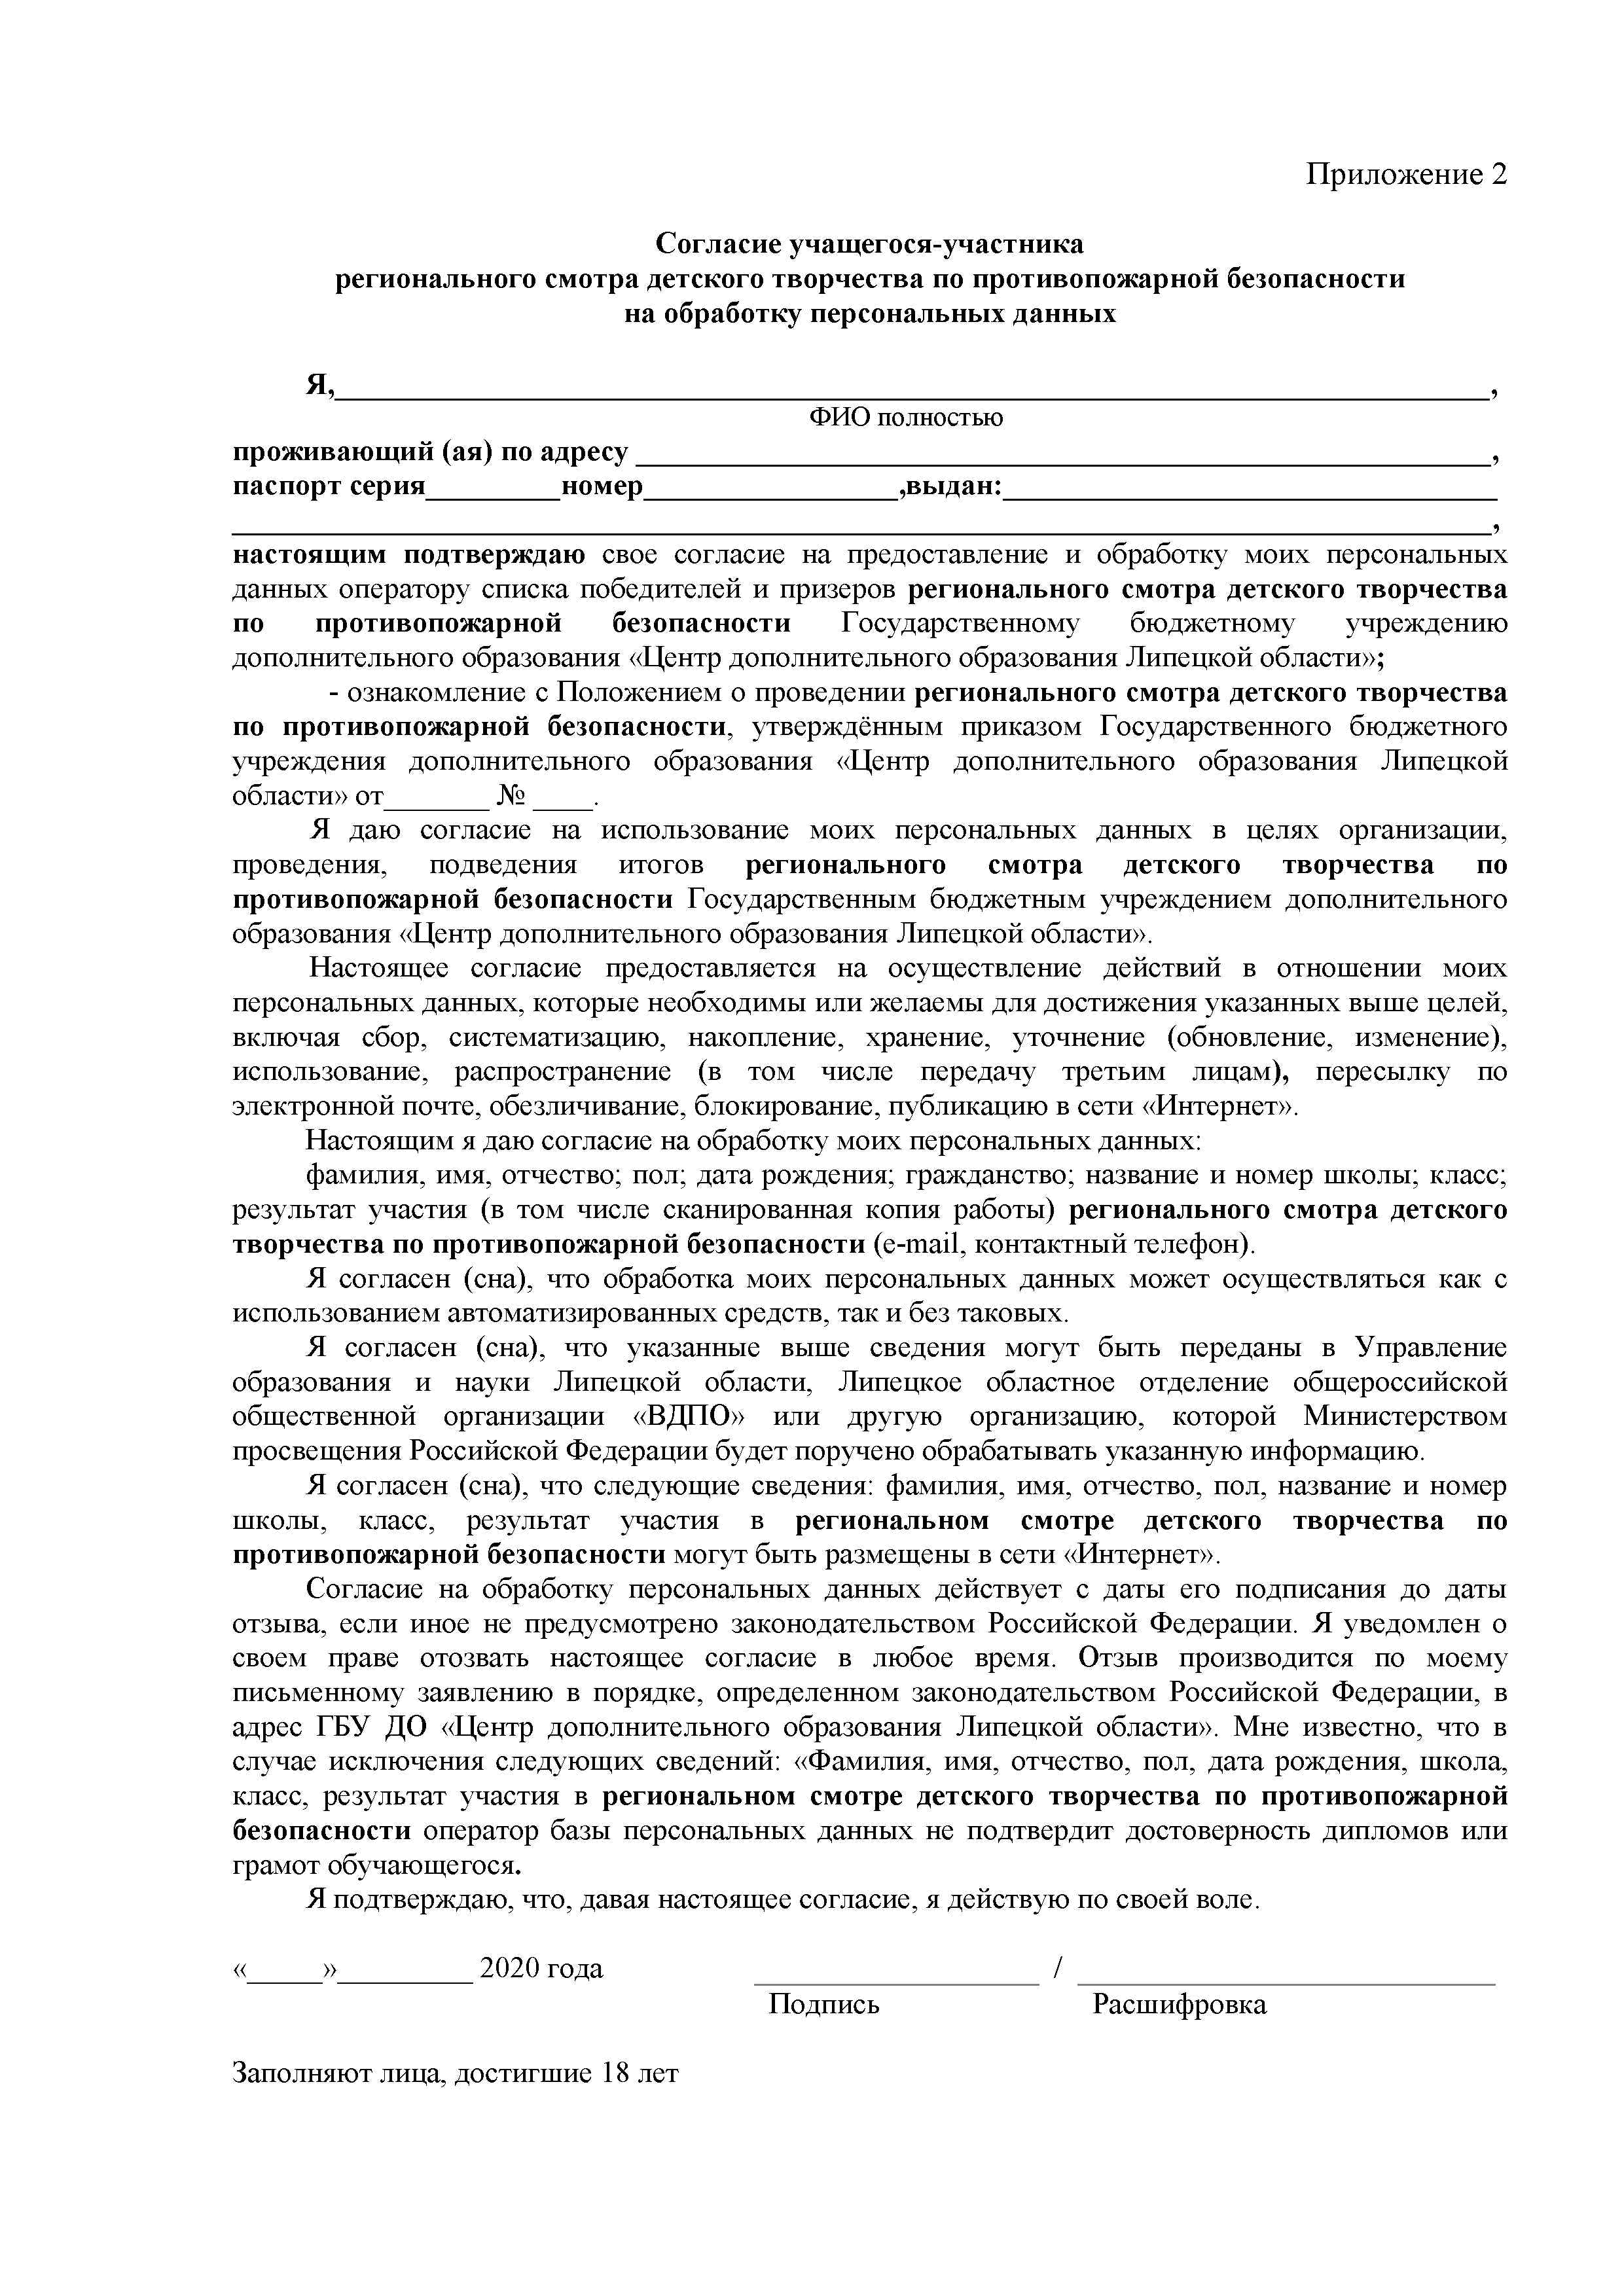 Приложение 2
Согласие учащегося-участника
регионального смотра детского творчества по противопожарной безопасности
на обработку персональных данных
Я,____________________________________________________________,
ФИО полностью
проживающий (ая) по адресу ____________________________________________,
паспорт серия_________номер_________________,выдан:_________________________________
____________________________________________________________________,
настоящим подтверждаю свое согласие на предоставление и обработку моих персональных
данных оператору списка победителей и призеров регионального смотра детского творчества
по противопожарной безопасности Государственному бюджетному учреждению
дополнительного образования «Центр дополнительного образования Липецкой области»;
- ознакомление с Положением о проведении регионального смотра детского творчества
по противопожарной безопасности, утверждённым приказом Государственного бюджетного
учреждения дополнительного образования «Центр дополнительного образования Липецкой
области» от_______ № ____.
Я даю согласие на использование моих персональных данных в целях организации,
проведения, подведения итогов регионального смотра детского творчества по
противопожарной безопасности Государственным бюджетным учреждением дополнительного
образования «Центр дополнительного образования Липецкой области».
Настоящее согласие предоставляется на осуществление действий в отношении моих
персональных данных, которые необходимы или желаемы для достижения указанных выше целей,
включая сбор, систематизацию, накопление, хранение, уточнение (обновление, изменение),
использование, распространение (в том числе передачу третьим лицам), пересылку по
электронной почте, обезличивание, блокирование, публикацию в сети «Интернет».
Настоящим я даю согласие на обработку моих персональных данных:
фамилия, имя, отчество; пол; дата рождения; гражданство; название и номер школы; класс;
результат участия (в том числе сканированная копия работы) регионального смотра детского
творчества по противопожарной безопасности (e-mail, контактный телефон).
Я согласен (сна), что обработка моих персональных данных может осуществляться как с
использованием автоматизированных средств, так и без таковых.
Я согласен (сна), что указанные выше сведения могут быть переданы в Управление
образования и науки Липецкой области, Липецкое областное отделение общероссийской
общественной организации «ВДПО» или другую организацию, которой Министерством
просвещения Российской Федерации будет поручено обрабатывать указанную информацию.
Я согласен (сна), что следующие сведения: фамилия, имя, отчество, пол, название и номер
школы, класс, результат участия в региональном смотре детского творчества по
противопожарной безопасности могут быть размещены в сети «Интернет».
Согласие на обработку персональных данных действует с даты его подписания до даты
отзыва, если иное не предусмотрено законодательством Российской Федерации. Я уведомлен о
своем праве отозвать настоящее согласие в любое время. Отзыв производится по моему
письменному заявлению в порядке, определенном законодательством Российской Федерации, в
адрес ГБУ ДО «Центр дополнительного образования Липецкой области». Мне известно, что в
случае исключения следующих сведений: «Фамилия, имя, отчество, пол, дата рождения, школа,
класс, результат участия в региональном смотре детского творчества по противопожарной
безопасности оператор базы персональных данных не подтвердит достоверность дипломов или
грамот обучающегося.
Я подтверждаю, что, давая настоящее согласие, я действую по своей воле.
«_____»_________ 2020 года ___________________ / ____________________________
Подпись Расшифровка
Заполняют лица, достигшие 18 лет